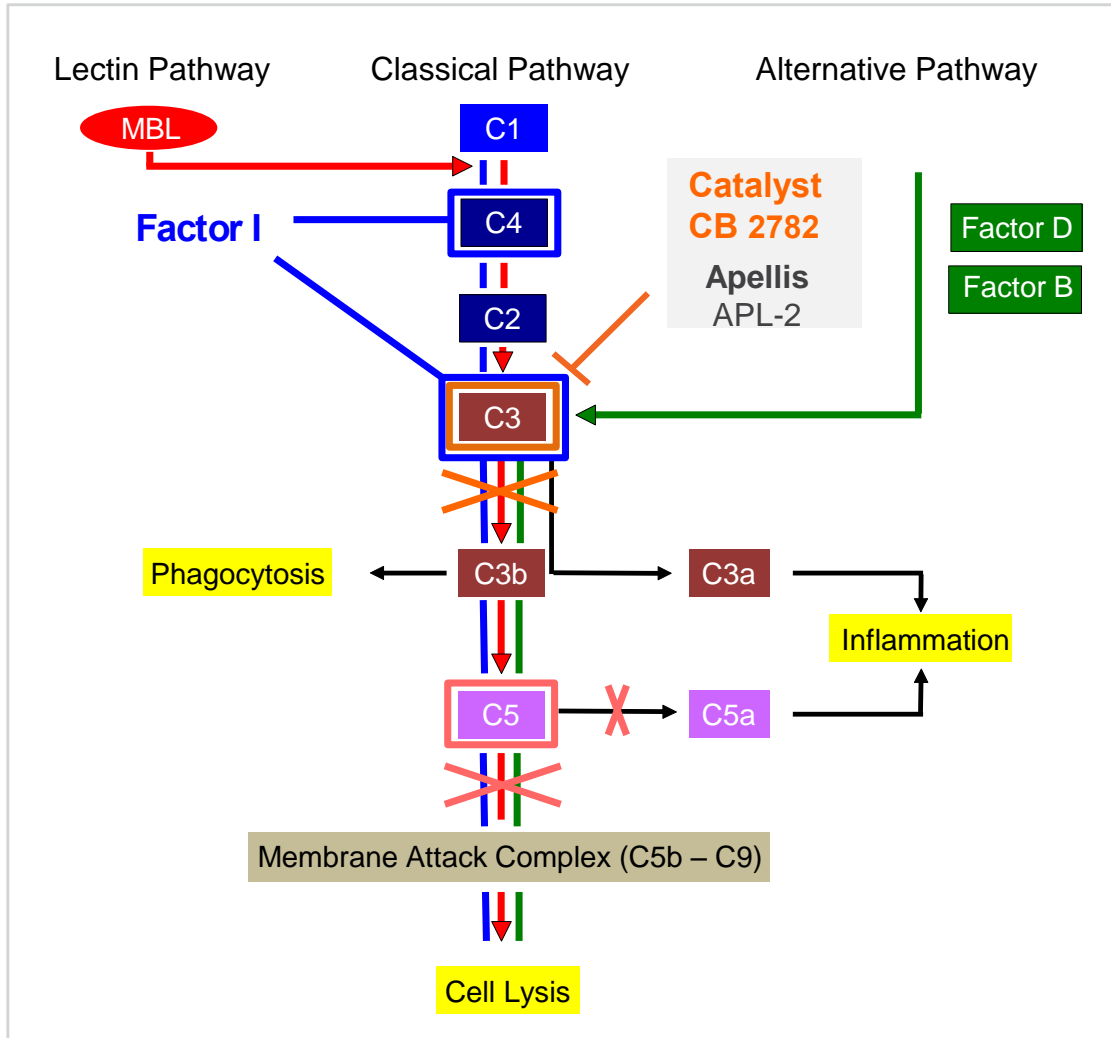 Lectin Pathway
Classical Pathway
Alternative Pathway
MBL
C1
Catalyst
CB 2782
Apellis
APL-2
Factor I
C4
Factor D
Factor B
C2
C3
Phagocytosis
C3b
C3a
Inflammation
C5
C5a
Membrane Attack Complex (C5b – C9)
Cell Lysis